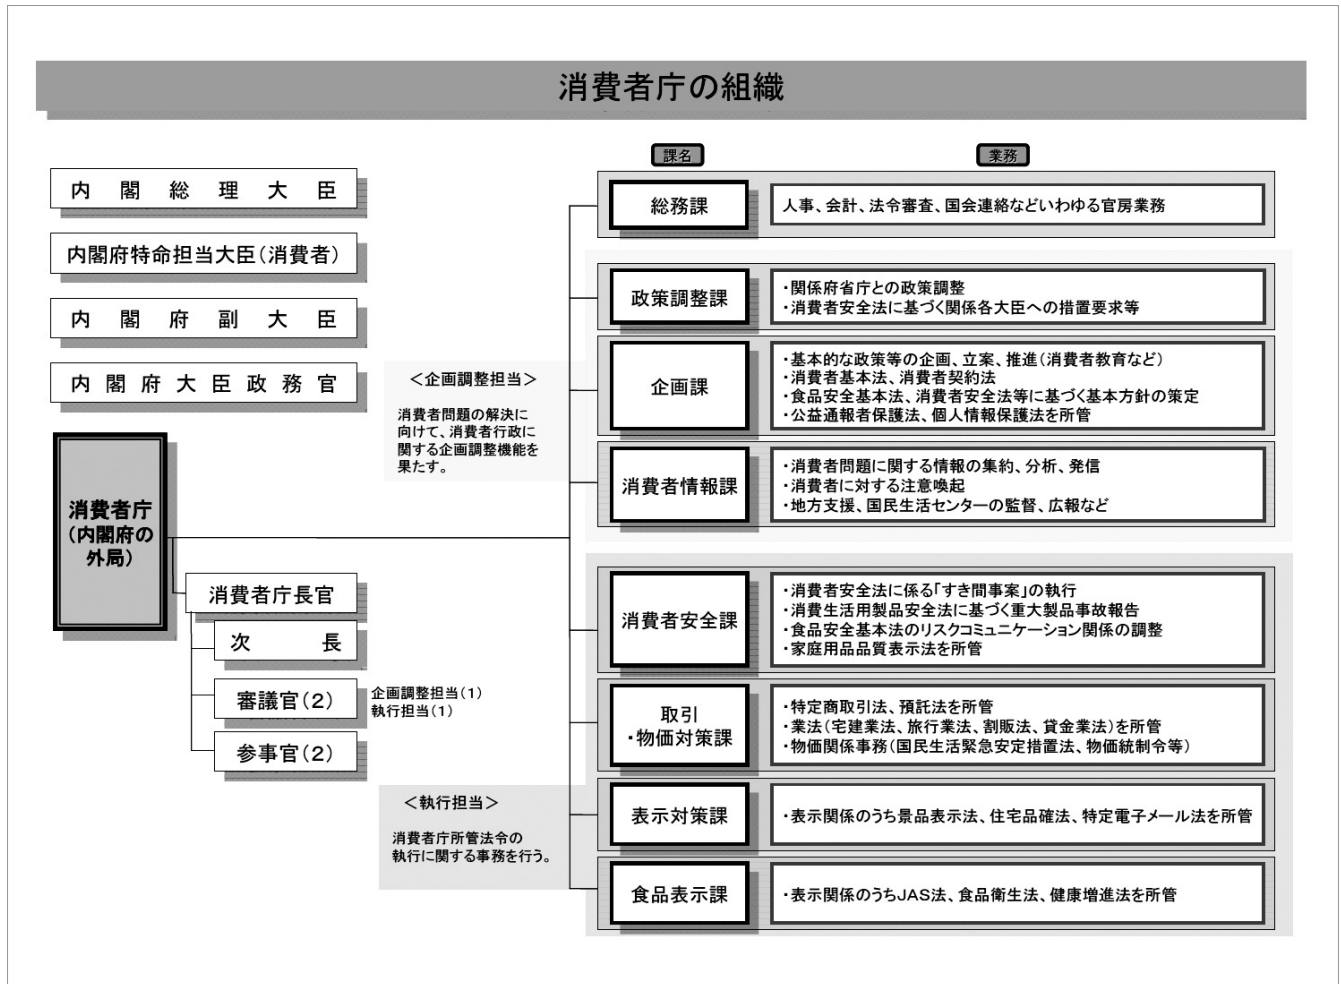 消費者庁の組織
課名
業務
内閣総理大臣
内閣府特命担当大臣(消費者)
内閣府副大臣
内閣府大臣政務官
消費者庁
(内閣府の
外局)
消費者庁長官
次長
審議官(2)
企画調整担当(1)
執行担当(1)
参事官(2)
総務課
人事、会計、法令審査、国会連絡などいわゆる官房業務
＜企画調整担当＞
消費者問題の解決に
向けて、消費者行政に
関する企画調整機能を
果たす。
政策調整課
・関係府省庁との政策調整
・消費者安全法に基づく関係各大臣への措置要求等
企画課
・基本的な政策等の企画、立案、推進(消費者教育など)
・消費者基本法、消費者契約法
・食品安全基本法、消費者安全法等に基づく基本方針の策定
・公益通報者保護法、個人情報保護法を所管
消費者情報課
・消費者問題に関する情報の集約、分析、発信
・消費者に対する注意喚起
・地方支援、国民生活センターの監督、広報など
＜執行担当＞
消費者庁所管法令の
執行に関する事務を行う。
消費者安全課
・消費者安全法に係る「すき間事案」の執行
・消費生活用製品安全法に基づく重大製品事故報告
・食品安全基本法のリスクコミュニケーション関係の調整
・家庭用品品質表示法を所管
取引
・物価対策課
・特定商取引法、預託法を所管
・業法(宅建業法、旅行業法、割販法、貸金業法)を所管
・物価関係事務(国民生活緊急安定措置法、物価統制令等)
表示対策課
・表示関係のうち景品表示法、住宅品確法、特定電子メール法を所管
食品表示課
・表示関係のうちJAS法、食品衛生法、健康増進法を所管